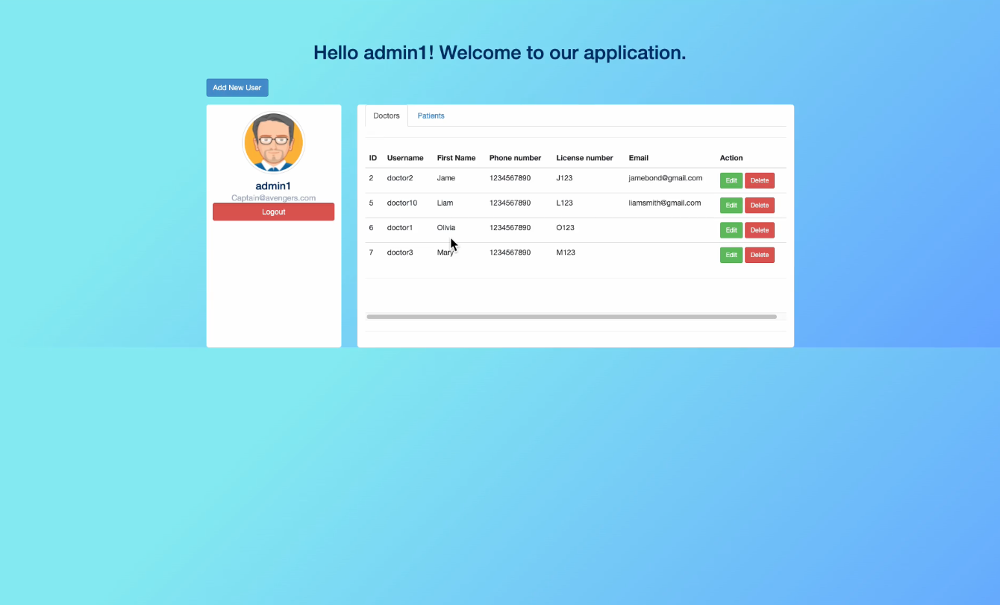 Hello admin1! Welcome to our application.
Add New User
admin1
Captain@avengers.com
Logout
Doctors Patients
ID Username First Name Phone number License number Email Action
2 doctor2 Jame 1234567890 J123 jamebond@gmail.com Edit Delete
5 doctor10 Liam 1234567890 L123 liamsmith@gmail.com Edit Delete
6 doctor1 Olivia 1234567890 O123 Edit Delete
7 doctor3 Mary 1234567890 M123 Edit Delete